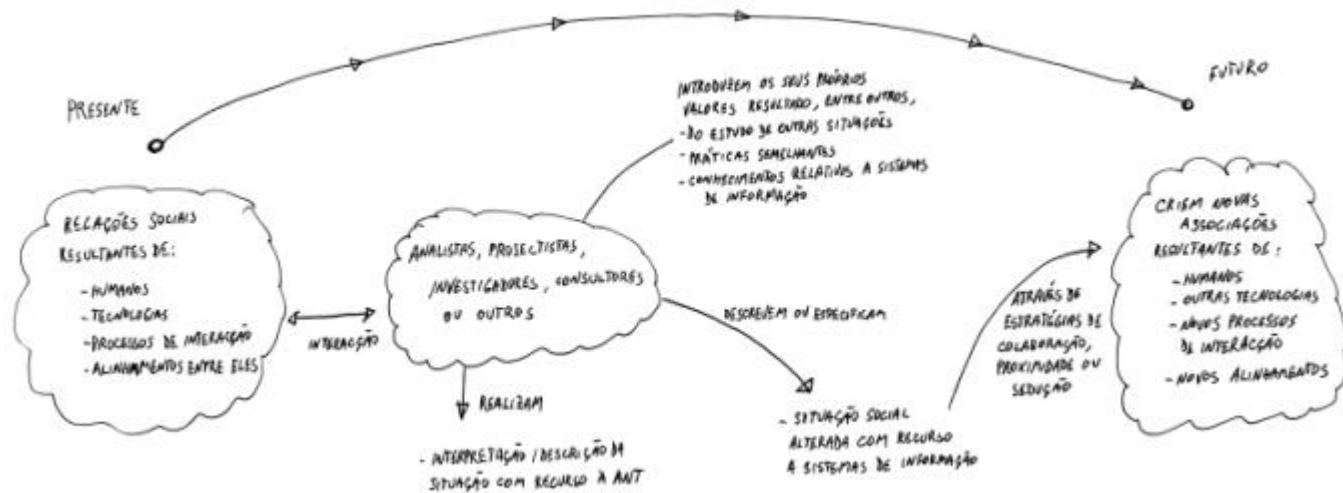 PRESENTE
FUTURO
RELAÇÕES SOCIAIS
RESULTANTES DE:
- HUMANOS
- TECNOLOGIAS
- PROCESSOS DE INTERACÇÃO
- ALINHAMENTOS ENTRE ELES
INTERACÇÃO
ANALISTAS, PROJECTISTAS,
INVESTIGADORES, CONSULTORES
OU OUTROS
INTRODUZEM OS SEUS PRÓPRIOS
VALORES RESULTADO, ENTRE OUTROS,
- DO ESTUDO DE OUTRAS SITUAÇÕES
- PRÁTICAS SEMELHANTES
- CONHECIMENTOS RELATIVOS A SISTEMAS
DE INFORMAÇÃO
REALIZAM
- INTERPRETAÇÃO / DESCRIÇÃO DA
SITUAÇÃO COM RECURSO À ANT
DESCREVEM OU ESPECIFICAM
- SITUAÇÃO SOCIAL
ALTERADA COM RECURSO
A SISTEMAS DE INFORMAÇÃO
ATRAVÉS DE
ESTRATÉGIAS DE
COLABORAÇÃO,
PROXIMIDADE OU
SEDUÇÃO
CRIEM NOVAS
ASSOCIAÇÕES
RESULTANTES DE:
- HUMANOS
- OUTRAS TECNOLOGIAS
- NOVOS PROCESSOS
DE INTERACÇÃO
- NOVOS ALINHAMENTOS